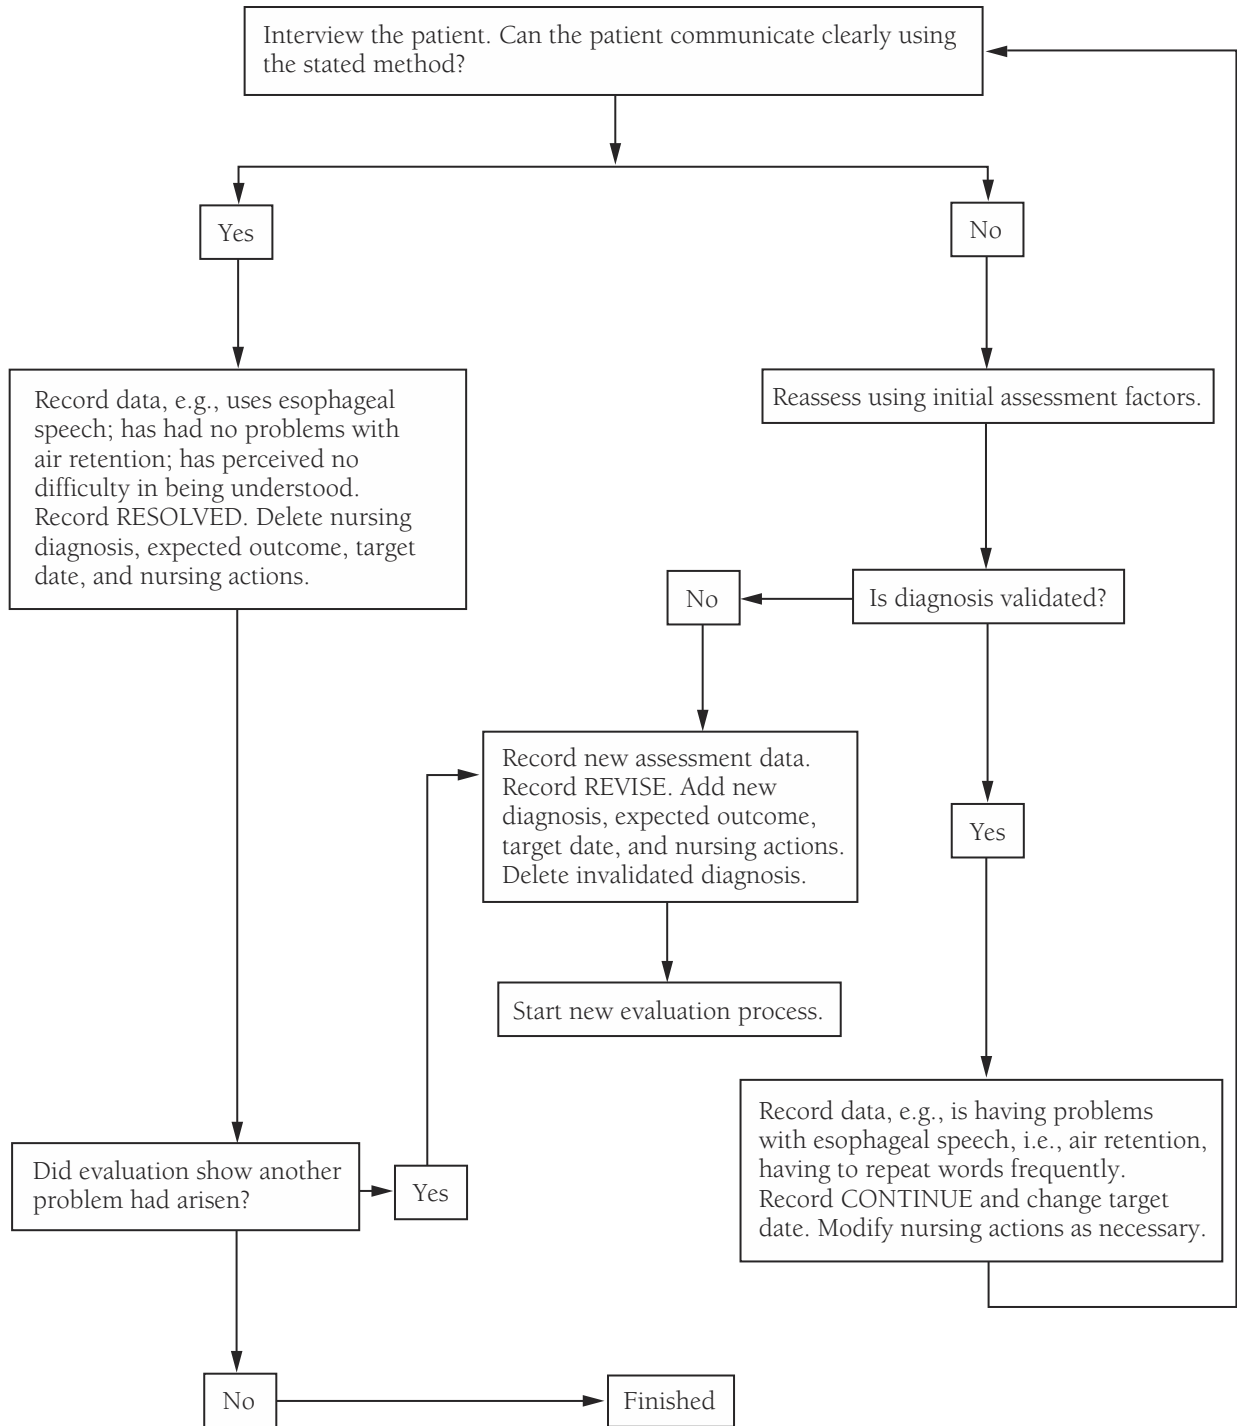 Interview the patient. Can the patient communicate clearly using
the stated method?
Yes
No
Record data, e.g., uses esophageal
speech; has had no problems with
air retention; has perceived no
difficulty in being understood.
Record RESOLVED. Delete nursing
diagnosis, expected outcome, target
date, and nursing actions.
Reassess using initial assessment factors.
No
Is diagnosis validated?
Record new assessment data.
Record REVISE. Add new
diagnosis, expected outcome,
target date, and nursing actions.
Delete invalidated diagnosis.
Yes
Start new evaluation process.
Record data, e.g., is having problems
with esophageal speech, i.e., air retention,
having to repeat words frequently.
Record CONTINUE and change target
date. Modify nursing actions as necessary.
Did evaluation show another
problem had arisen?
Yes
No
Finished